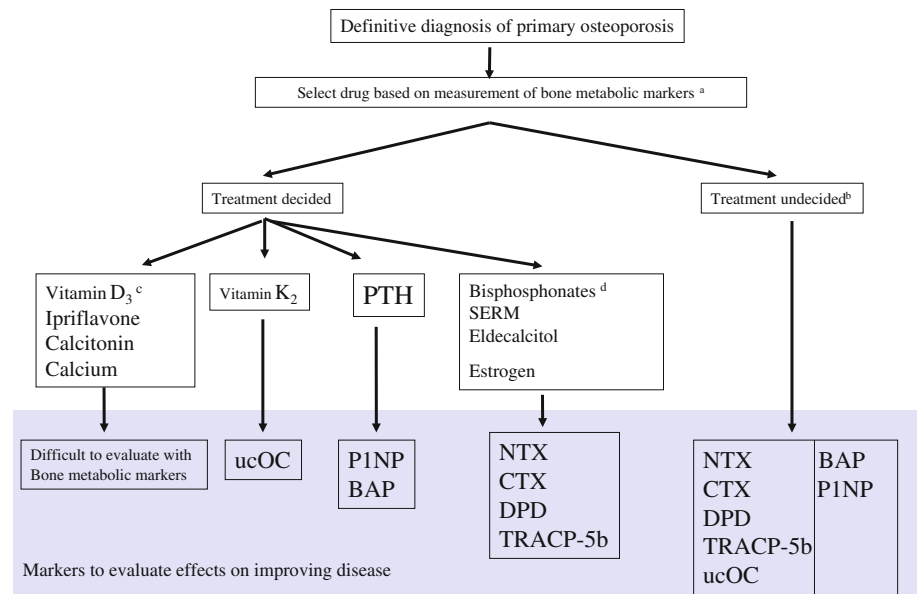 Definitive diagnosis of primary osteoporosis
Select drug based on measurement of bone metabolic markers ᵃ
Treatment decided
Treatment undecidedᵇ
Vitamin D₃ ᶜ
Ipriflavone
Calcitonin
Calcium
Vitamin K₂
PTH
Bisphosphonates ᵈ
SERM
Eldecalcitol
Estrogen
Difficult to evaluate with
Bone metabolic markers
ucOC
P1NP
BAP
NTX
CTX
DPD
TRACP-5b
NTX
CTX
DPD
TRACP-5b
ucOC
BAP
P1NP
Markers to evaluate effects on improving disease